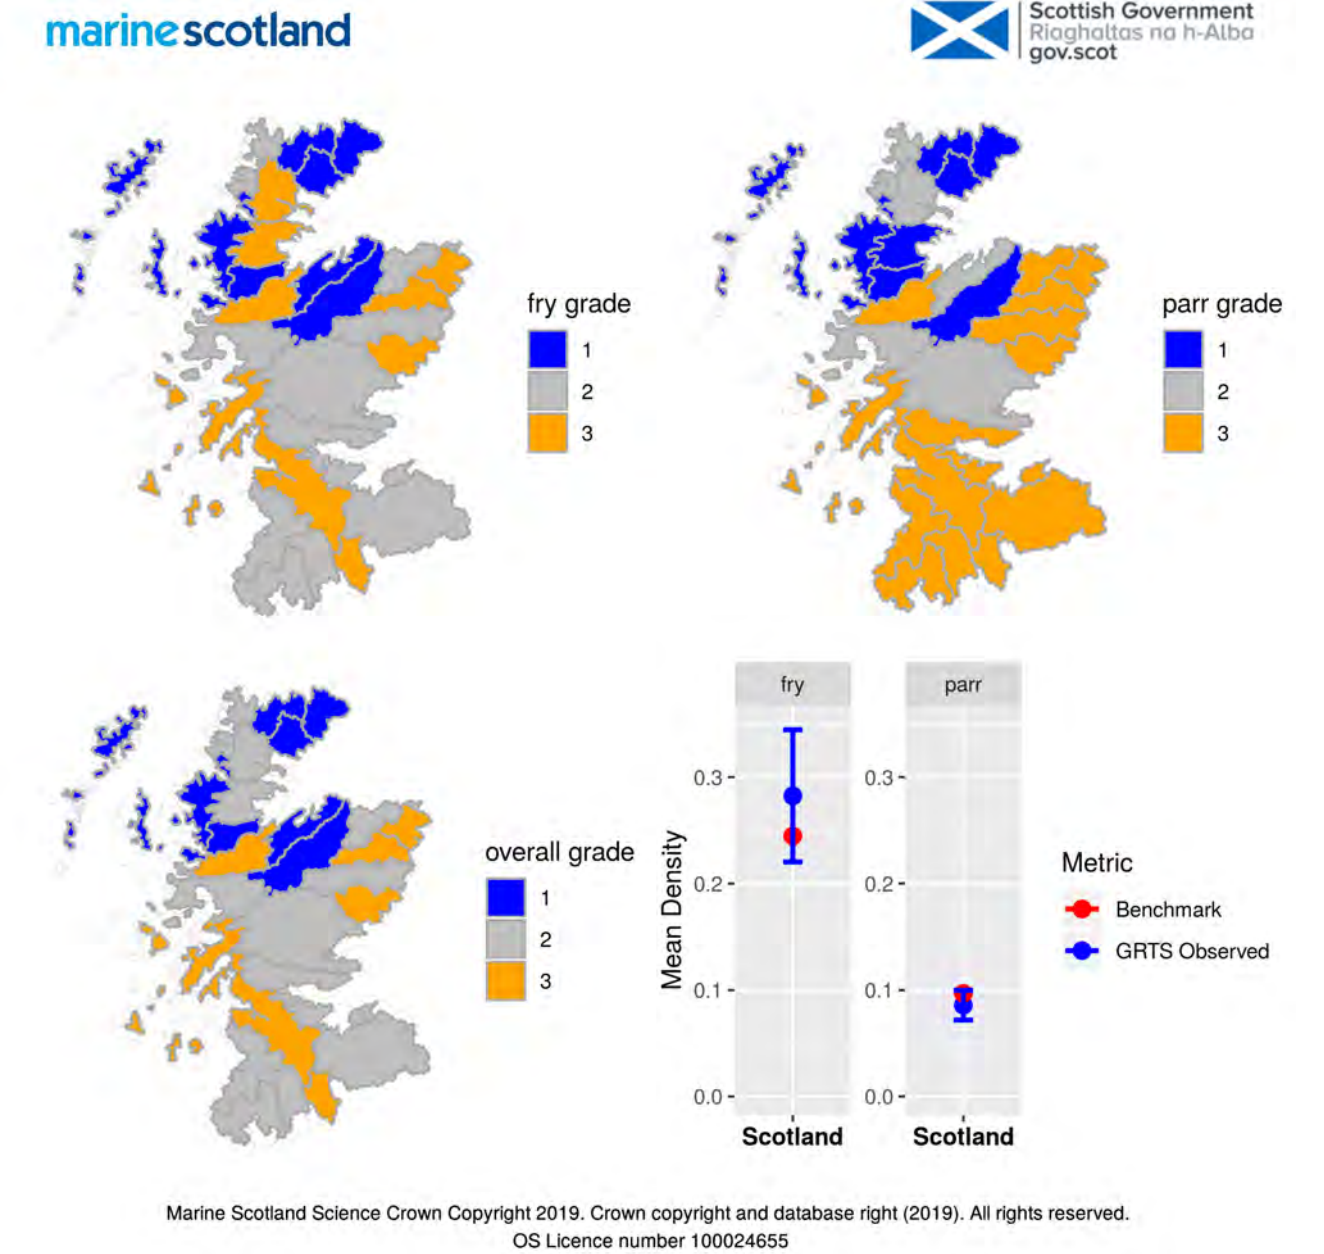 marinescotland
Scottish Government
Riaghaltas na h-Alba
gov.scot
fry grade
1
2
3
parr grade
1
2
3
overall grade
1
2
3
fry
parr
Mean Density
0.3
0.2
0.1
0.0
0.3
0.2
0.1
0.0
Scotland
Scotland
Metric
Benchmark
GRTS Observed
Marine Scotland Science Crown Copyright 2019. Crown copyright and database right (2019). All rights reserved.
OS Licence number 100024655